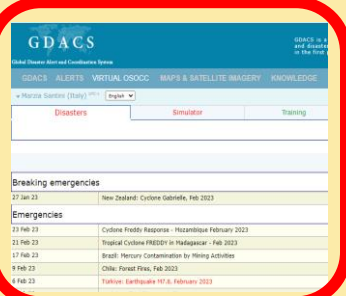 GDACS
Global Disaster Alert and Coordination System
GDACS is a
and disaste
in the first
GDACS ALERTS VIRTUAL OSOCC MAPS & SATELLITE IMAGERY KNOWLEDGE
Marzia Santini (Italy) English
Disasters Simulator Training
Breaking emergencies
27 Jan 23 New Zealand: Cyclone Gabrielle, Feb 2023
Emergencies
23 Feb 23 Cyclone Freddy Response - Mozambique February 2023
21 Feb 23 Tropical Cyclone FREDDY in Madagascar - Feb 2023
17 Feb 23 Brazil: Mercury Contamination by Mining Activities
9 Feb 23 Chile: Forest Fires, Feb 2023
6 Feb 23 Türkiye: Earthquake M7.8, February 2023